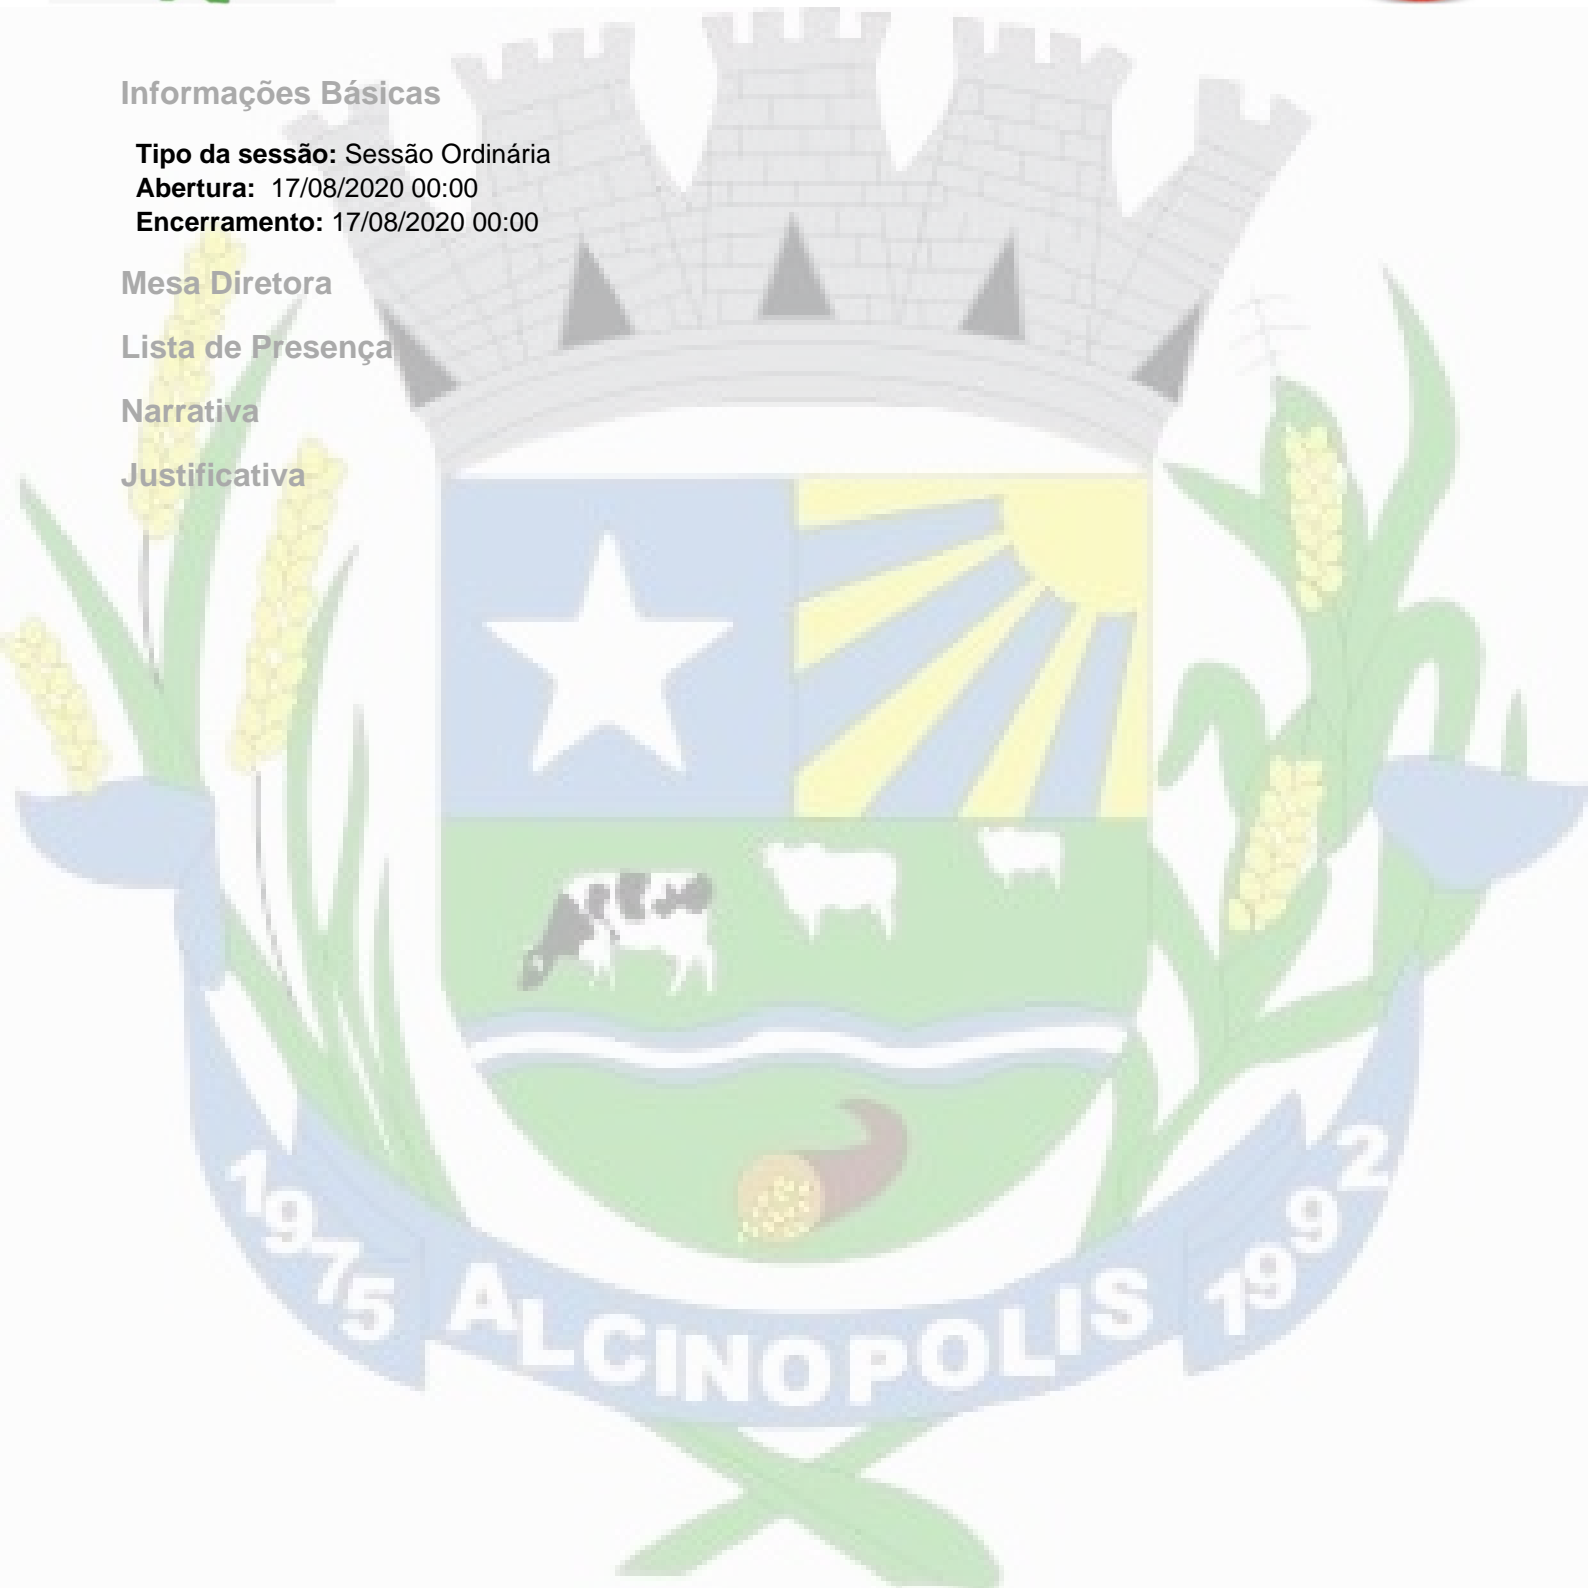 Informações Básicas
Tipo da sessão: Sessão Ordinária
Abertura: 17/08/2020 00:00
Encerramento: 17/08/2020 00:00
Mesa Diretora
Lista de Presença
Narrativa
Justificativa
1975 ALCINOPOLIS 1992